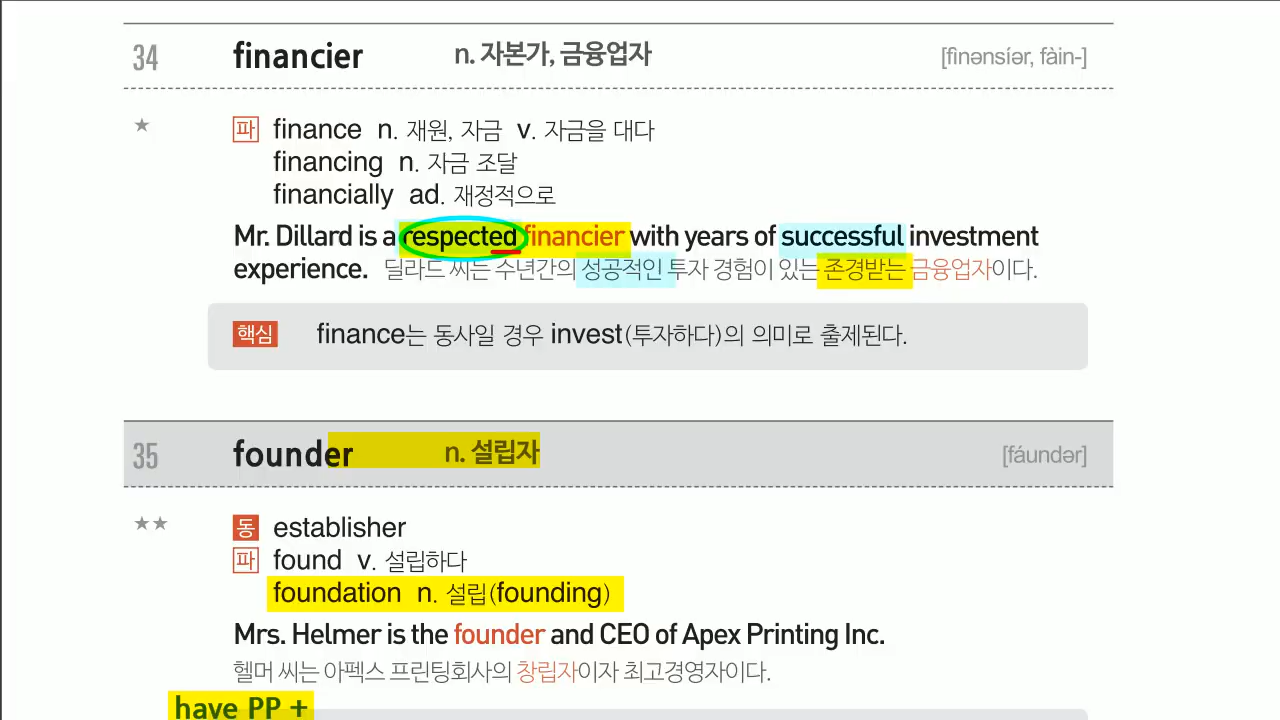 34 financier n. 자본가, 금융업자 [fìnənsíər, fàin-]
★
파 finance n. 재원, 자금 v. 자금을 대다
financing n. 자금 조달
financially ad. 재정적으로
Mr. Dillard is a respected financier with years of successful investment
experience. 딜라드 씨는 수년간의 성공적인 투자 경험이 있는 존경받는 금융업자이다.
핵심 finance는 동사일 경우 invest(투자하다)의 의미로 출제된다.
35 founder n. 설립자 [fáundər]
★★ 동 establisher
파 found v. 설립하다
foundation n. 설립(founding)
Mrs. Helmer is the founder and CEO of Apex Printing Inc.
헬머 씨는 아펙스 프린팅회사의 창립자이자 최고경영자이다.
have PP +